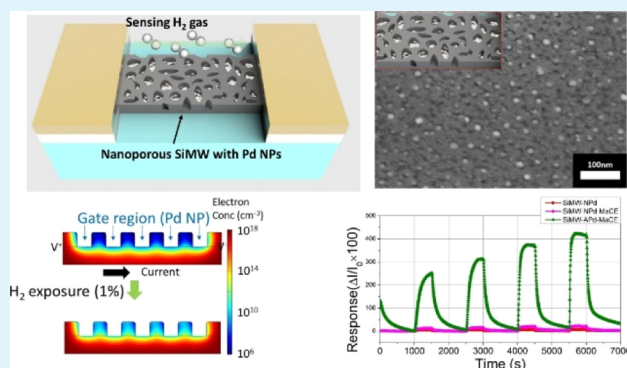 Sensing H₂ gas
Nanoporous SiMW with Pd NPs
100nm
Gate region (Pd NP)
Electron
Conc (cm⁻³)
V⁺
V⁻
Current
H₂ exposure (1%)
10¹⁸
10¹⁴
10¹⁰
10⁶
SiMW-NPd
SiMW-NPd-MaCE
SiMW-APd-MaCE
Response(ΔI/I₀×100)
500
400
300
200
100
0
0 1000 2000 3000 4000 5000 6000 7000
Time (s)